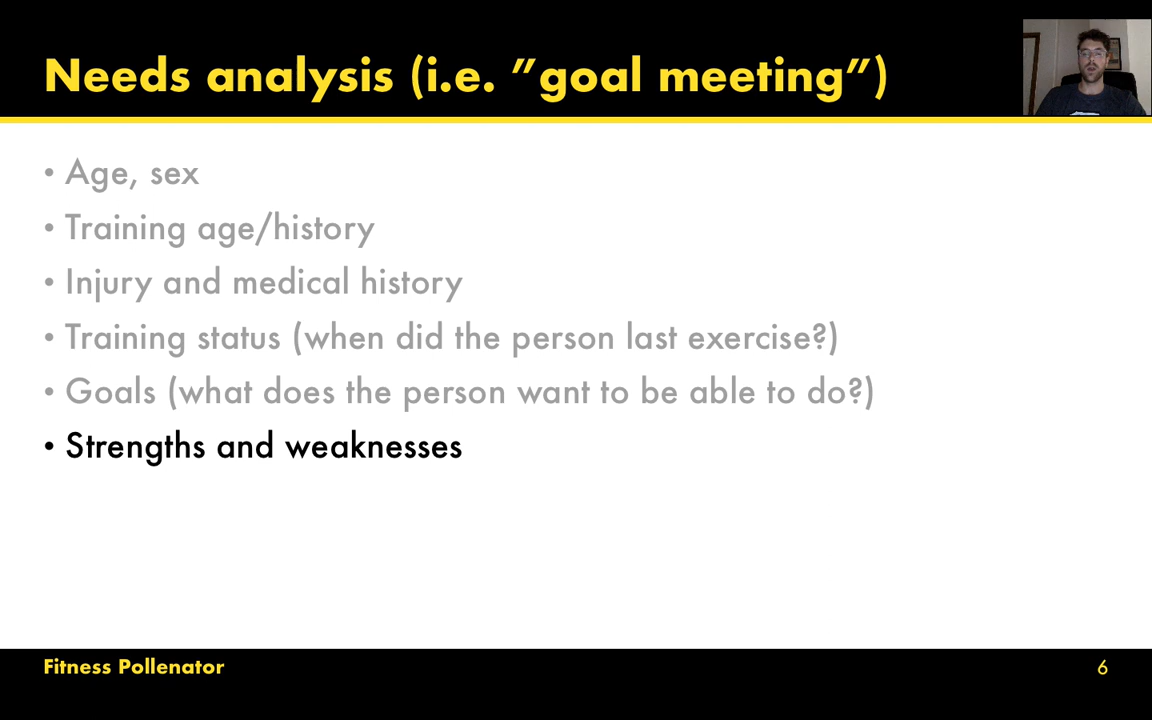 Needs analysis (i.e. ”goal meeting”)
• Age, sex
• Training age/history
• Injury and medical history
• Training status (when did the person last exercise?)
• Goals (what does the person want to be able to do?)
• Strengths and weaknesses
Fitness Pollenator
6